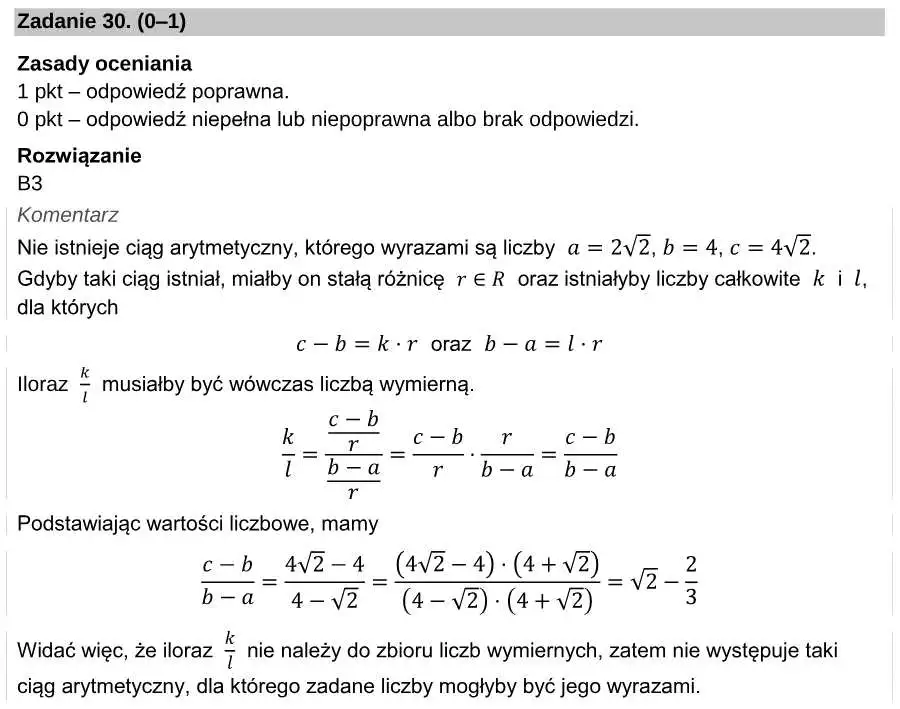 Zadanie 30. (0–1)
Zasady oceniania
1 pkt – odpowiedź poprawna.
0 pkt – odpowiedź niepełna lub niepoprawna albo brak odpowiedzi.
Rozwiązanie
B3
Komentarz
Nie istnieje ciąg arytmetyczny, którego wyrazami są liczby a = 2√2, b = 4, c = 4√2.
Gdyby taki ciąg istniał, miałby on stałą różnicę r ∈ R oraz istniałyby liczby całkowite k i l,
dla których
c − b = k · r oraz b − a = l · r
Iloraz k/l musiałby być wówczas liczbą wymierną.
k/l = ((c − b)/r)/((b − a)/r) = (c − b)/r · r/(b − a) = (c − b)/(b − a)
Podstawiając wartości liczbowe, mamy
(c − b)/(b − a) = (4√2 − 4)/(4 − √2) = ((4√2 − 4) · (4 + √2))/((4 − √2) · (4 + √2)) = √2 − 2/3
Widać więc, że iloraz k/l nie należy do zbioru liczb wymiernych, zatem nie występuje taki
ciąg arytmetyczny, dla którego zadane liczby mogłyby być jego wyrazami.